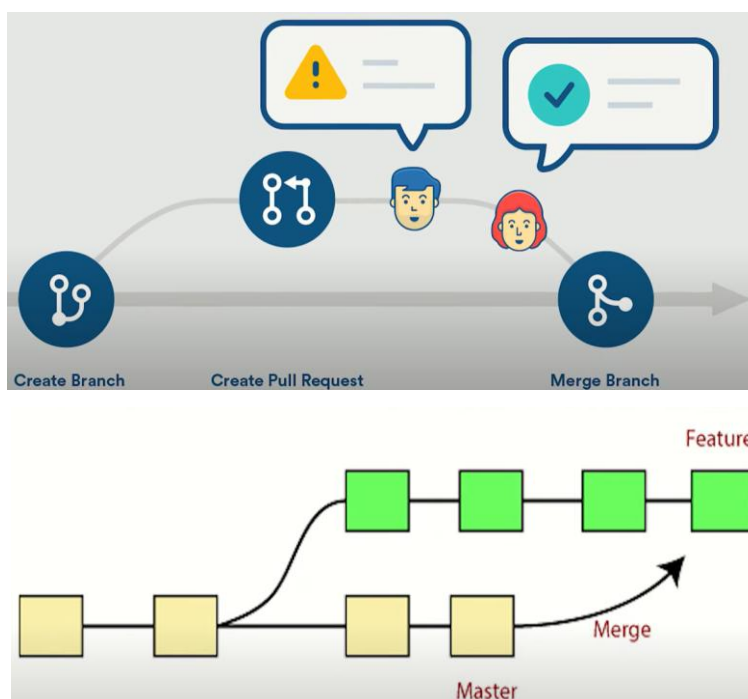 Create Branch
Create Pull Request
Merge Branch
Feature
Merge
Master